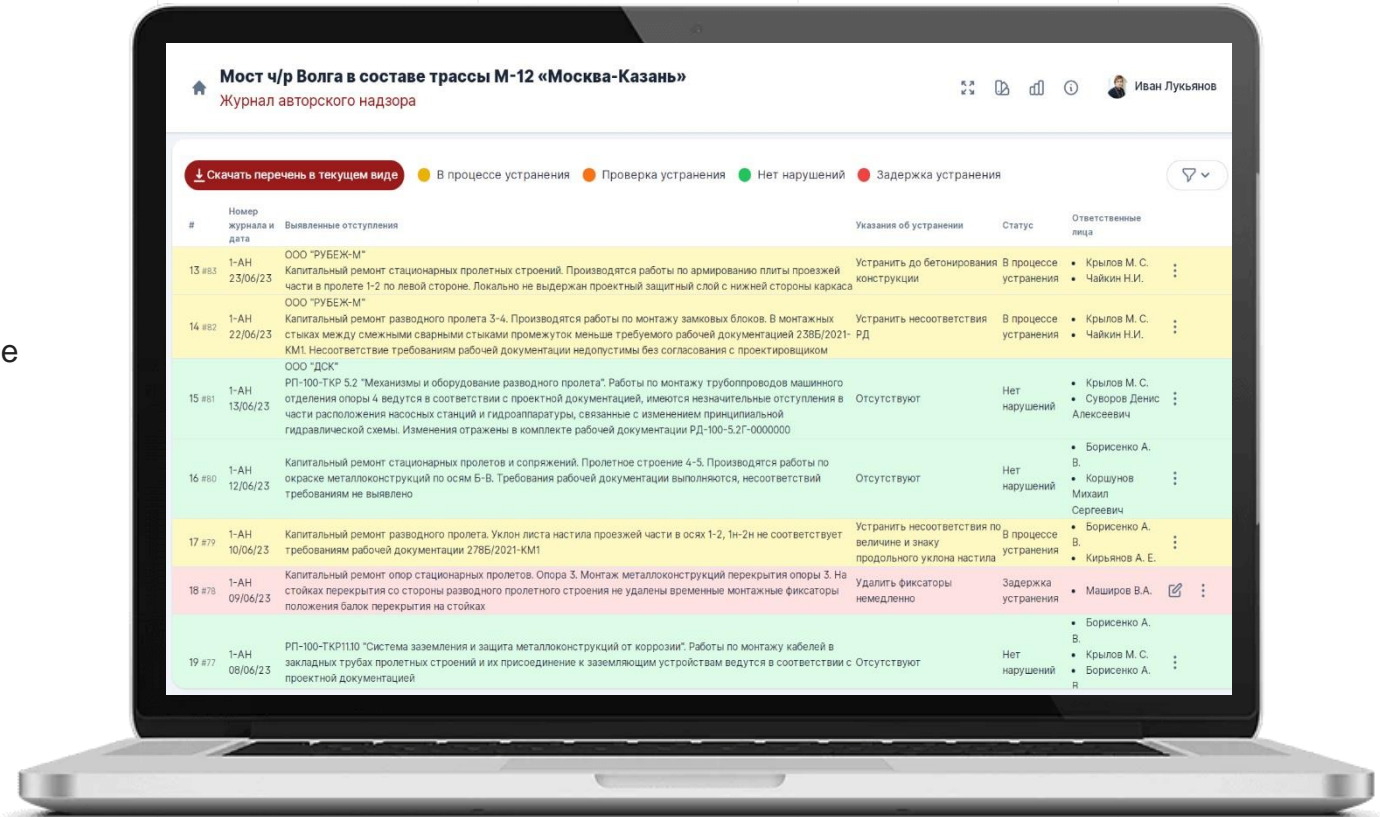 Мост ч/р Волга в составе трассы М-12 «Москва-Казань»
Журнал авторского надзора
Иван Лукьянов
Скачать перечень в текущем виде
В процессе устранения
Проверка устранения
Нет нарушений
Задержка устранения
#
Номер журнала и дата
Выявленные отступления
Указания об устранении
Статус
Ответственные лица
13 #83
1-АН
23/06/23
ООО "РУБЕЖ-М"
Капитальный ремонт стационарных пролетных строений. Производятся работы по армированию плиты проезжей
части в пролете 1-2 по левой стороне. Локально не выдержан проектный защитный слой с нижней стороны каркаса
Устранить до бетонирования
конструкции
В процессе
устранения
• Крылов М. С.
• Чайкин Н.И.
14 #82
1-АН
22/06/23
ООО "РУБЕЖ-М"
Капитальный ремонт разводного пролета 3-4. Производятся работы по монтажу замковых блоков. В монтажных
стыках между смежными сварными стыками промежуток меньше требуемого рабочей документацией 2385/2021-
КМ1. Несоответствие требованиям рабочей документации недопустимы без согласования с проектировщиком
Устранить несоответствия
РД
В процессе
устранения
• Крылов М. С.
• Чайкин Н.И.
е
15 #81
1-АН
13/06/23
ООО "ДСК"
РП-100-ТКР 5.2 "Механизмы и оборудование разводного пролета". Работы по монтажу трубоппроводов машинного
отделения опоры 4 ведутся в соответствии с проектной документацией, имеются незначительные отступления в
части расположения насосных станций и гидроаппаратуры, связанные с изменением принципиальной
гидравлической схемы. Изменения отражены в комплекте рабочей документации РД-100-5.2Г-0000000
Отсутствуют
Нет
нарушений
• Крылов М. С.
• Суворов Денис
Алексеевич
16 #80
1-АН
12/06/23
Капитальный ремонт стационарных пролетов и сопряжений. Пролетное строение 4-5. Производятся работы по
окраске металлоконструкций по осям Б-В. Требования рабочей документации выполняются, несоответствий
требованиям не выявлено
Отсутствуют
Нет
нарушений
• Борисенко А.
В.
• Коршунов
Михаил
Сергеевич
17 #79
1-АН
10/06/23
Капитальный ремонт разводного пролета. Уклон листа настила проезжей части в осях 1-2, 1н-2н не соответствует
требованиям рабочей документации 2785/2021-КМ1
Устранить несоответствия по
величине и знаку
продольного уклона настила
В процессе
устранения
• Борисенко А.
В.
• Кирьянов А. Е.
18 #78
1-АН
09/06/23
Капитальный ремонт опор стационарных пролетов. Опора 3. Монтаж металлоконструкций перекрытия опоры 3. На
стойках перекрытия со стороны разводного пролетного строения не удалены временные монтажные фиксаторы
положения балок перекрытия на стойках
Удалить фиксаторы
немедленно
Задержка
устранения
• Маширов В.А.
19 #77
1-АН
08/06/23
РП-100-ТКР11.10 "Система заземления и защита металлоконструкций от коррозии". Работы по монтажу кабелей в
закладных трубах пролетных строений и их присоединение к заземляющим устройствам ведутся в соответствии с
проектной документацией
Отсутствуют
Нет
нарушений
• Борисенко А.
В.
• Крылов М. С.
• Борисенко А.